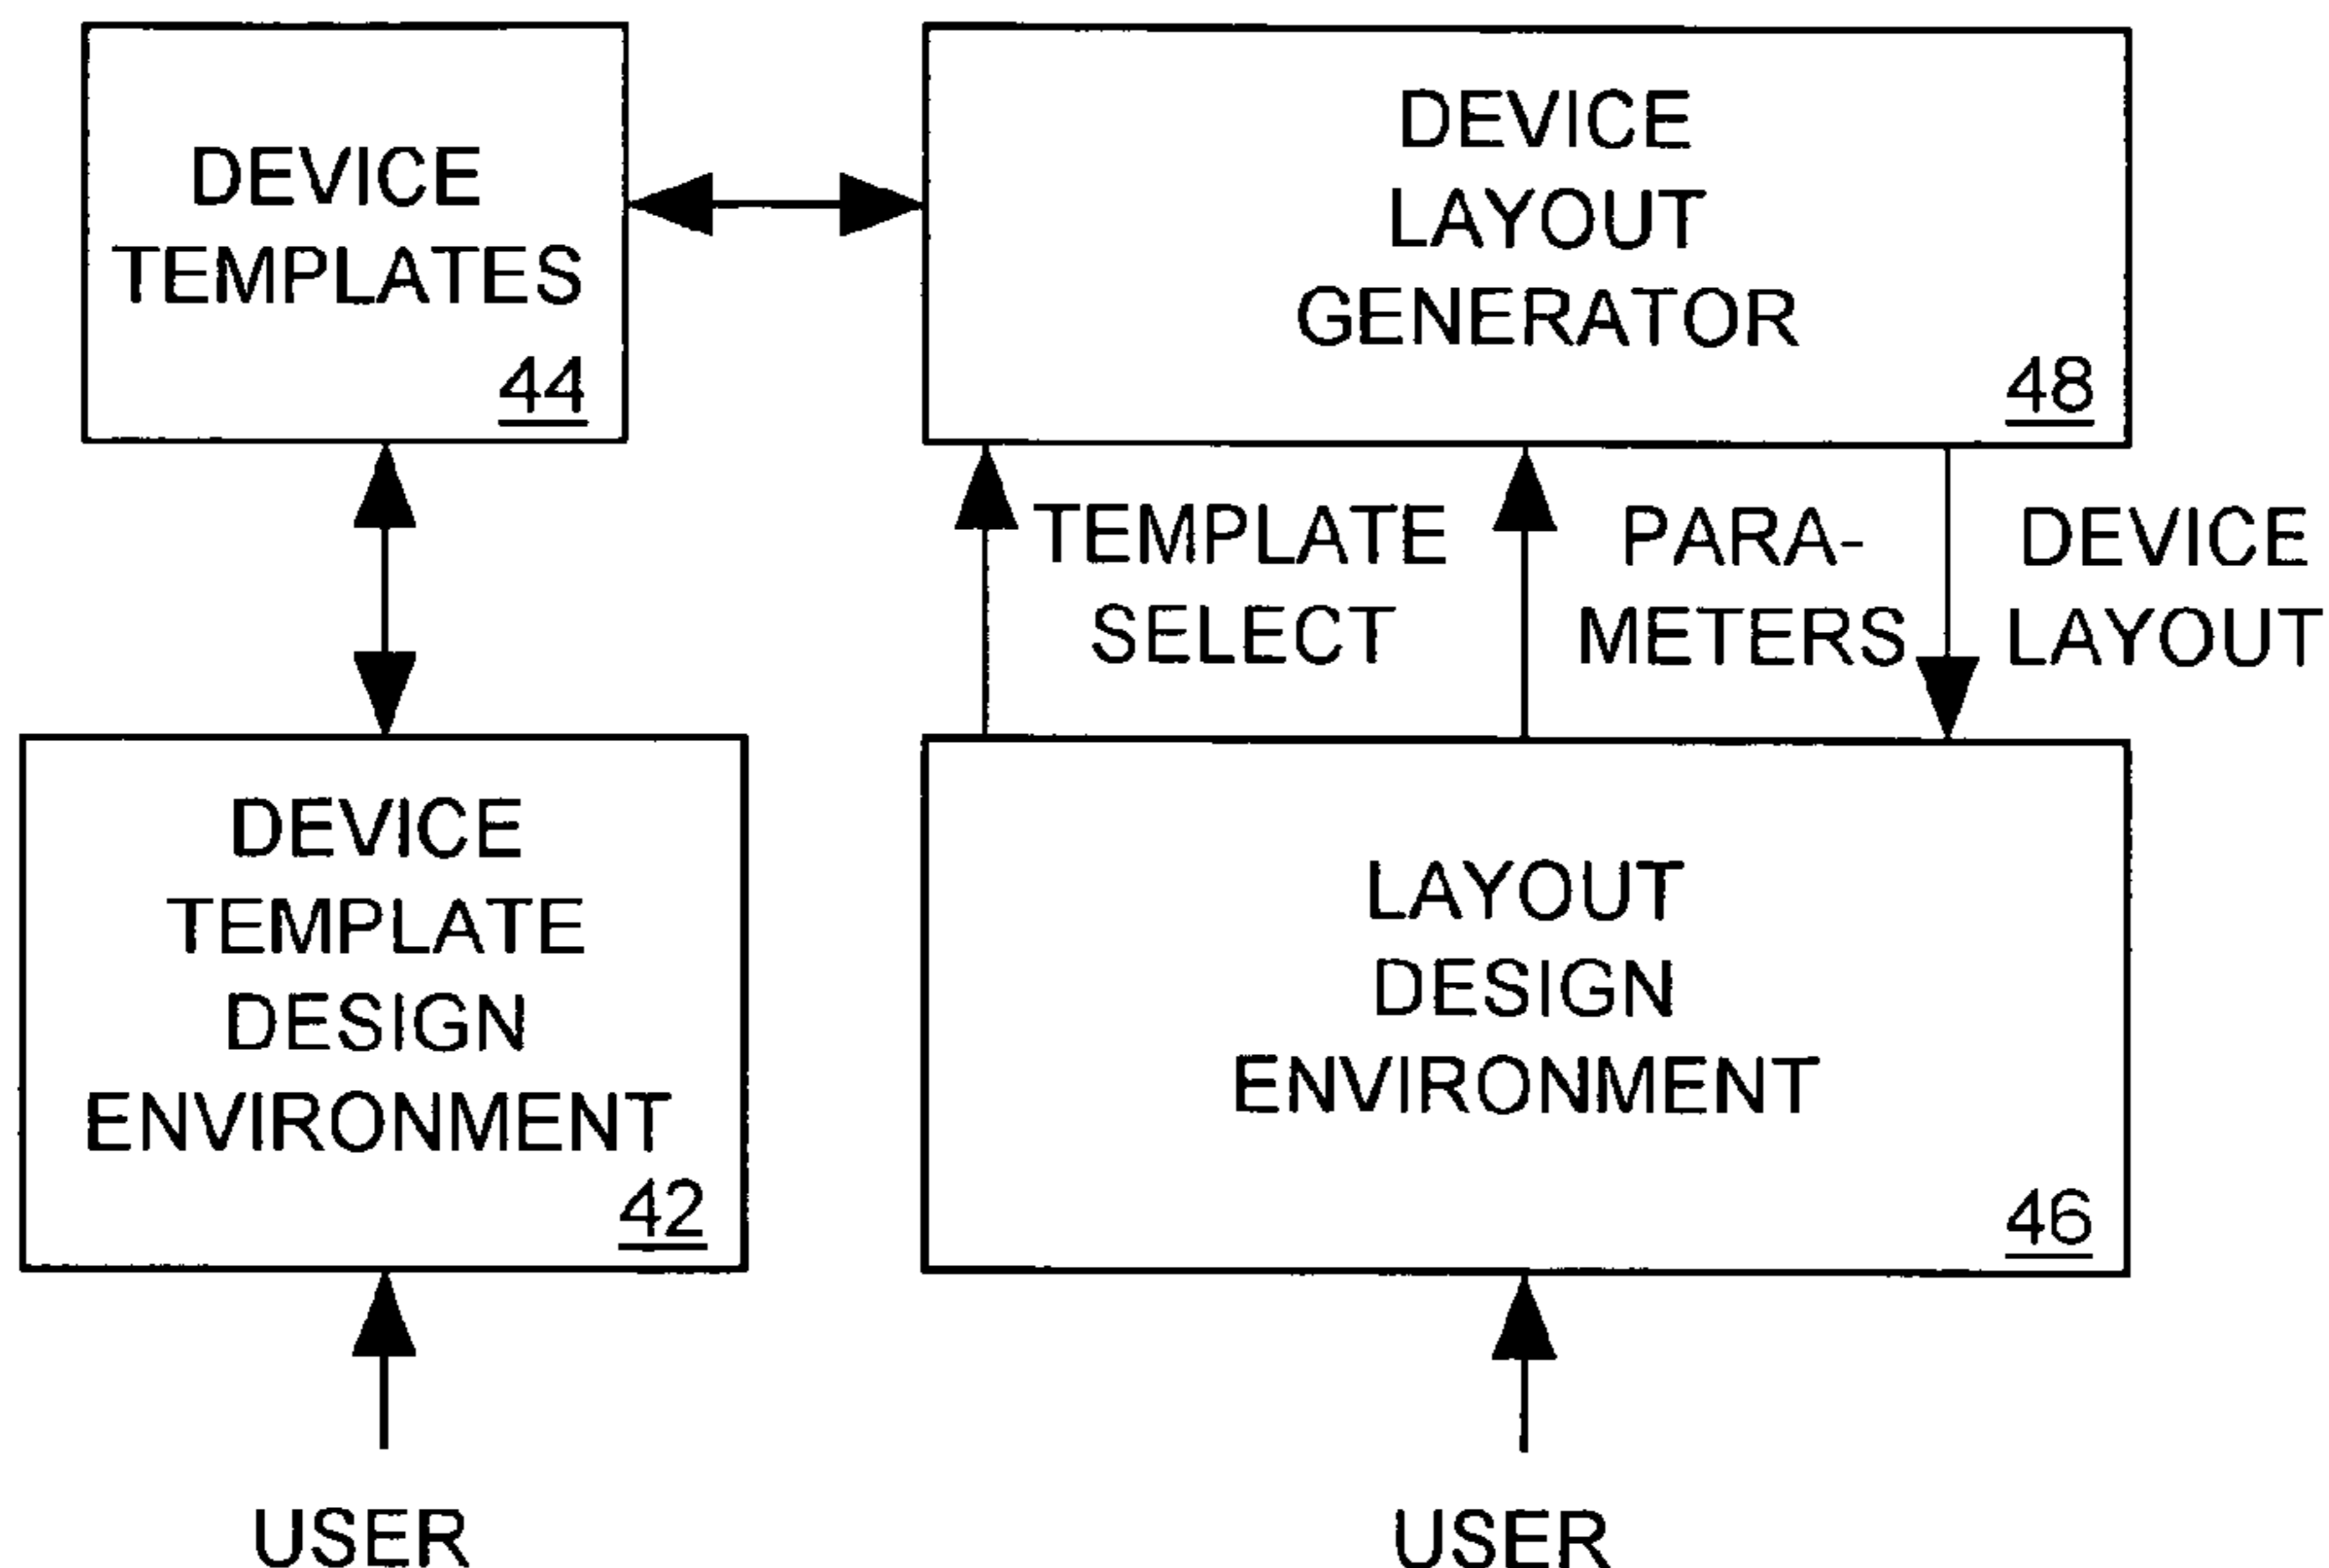 DEVICE
TEMPLATES
44
DEVICE
LAYOUT
GENERATOR
48
TEMPLATE
SELECT
PARA-
METERS
DEVICE
LAYOUT
DEVICE
TEMPLATE
DESIGN
ENVIRONMENT
42
LAYOUT
DESIGN
ENVIRONMENT
46
USER
USER